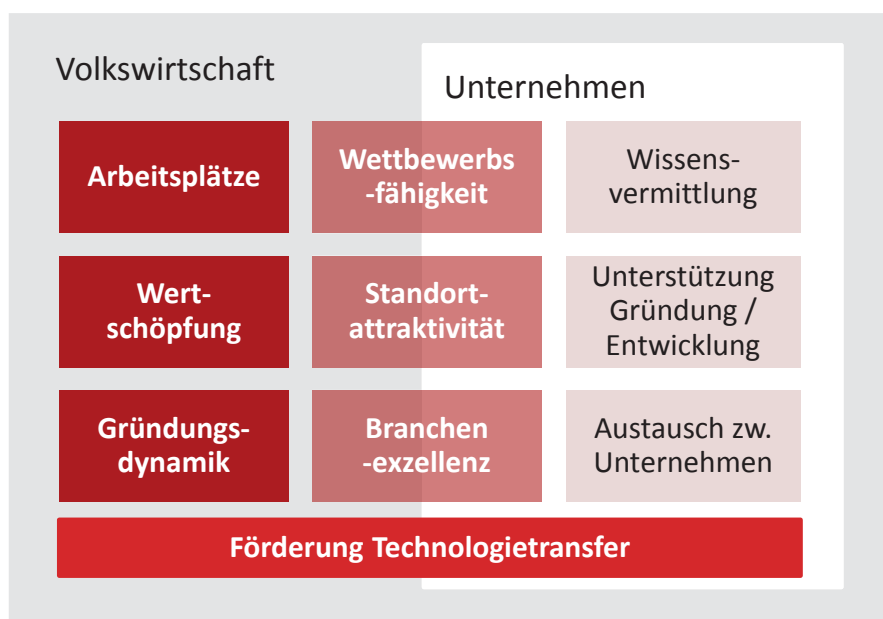 Volkswirtschaft
Unternehmen
Arbeitsplätze
Wettbewerbs
-fähigkeit
Wissens-
vermittlung
Wert-
schöpfung
Standort-
attraktivität
Unterstützung
Gründung /
Entwicklung
Gründungs-
dynamik
Branchen
-exzellenz
Austausch zw.
Unternehmen
Förderung Technologietransfer